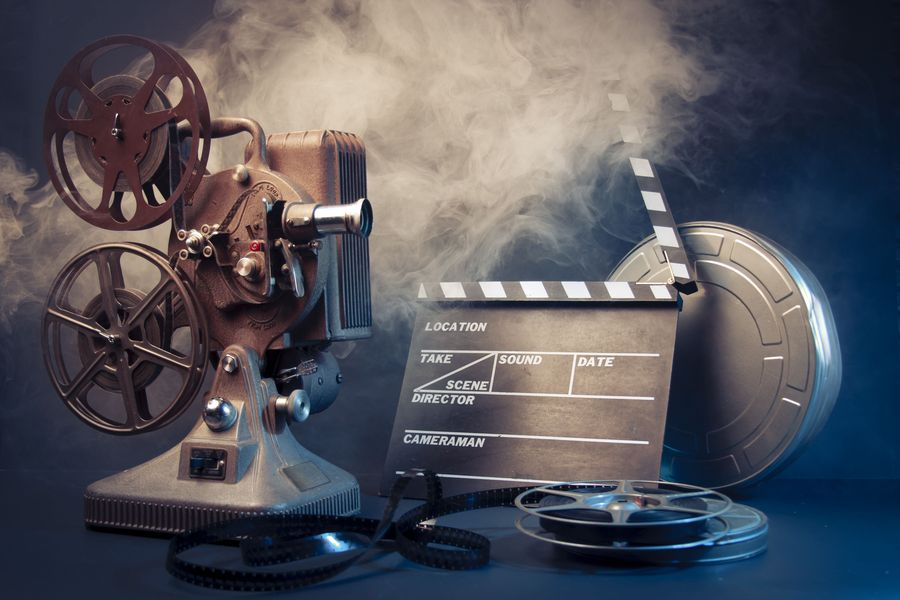 LOCATION
TAKE SOUND DATE
SCENE
DIRECTOR
CAMERAMAN